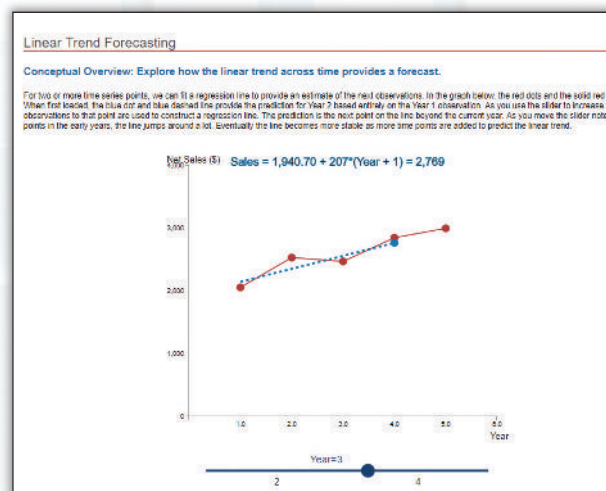 Linear Trend Forecasting
Conceptual Overview: Explore how the linear trend across time provides a forecast.
For two or more time series points, we can fit a regression line to provide an estimate of the next observations. In the graph below, the red dots and the solid red
When first loaded, the blue dot and blue dashed line provide the prediction for Year 2 based entirely on the Year 1 observation. As you use the slider to increase
observations to that point are used to construct a regression line. The prediction is the next point on the line beyond the current year. As you move the slider note
points in the early years, the line jumps around a lot. Eventually the line becomes more stable as more time points are added to predict the linear trend.
Net Sales ($) Sales = 1,940.70 + 207*(Year + 1) = 2,769
4,000
3,000
2,000
1,000
0
1.0 2.0 3.0 4.0 5.0 6.0
Year
Year=3
2 4